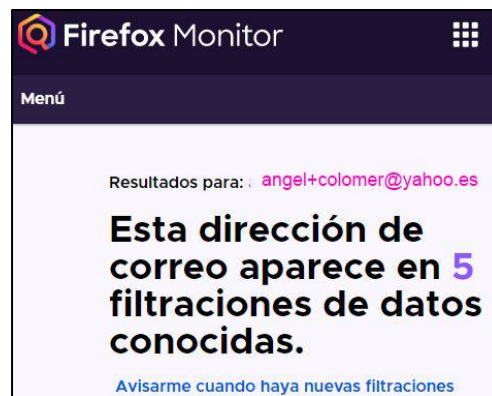 Firefox Monitor
Menú
Resultados para: angel+colomer@yahoo.es
Esta dirección de
correo aparece en 5
filtraciones de datos
conocidas.
Avisarme cuando haya nuevas filtraciones